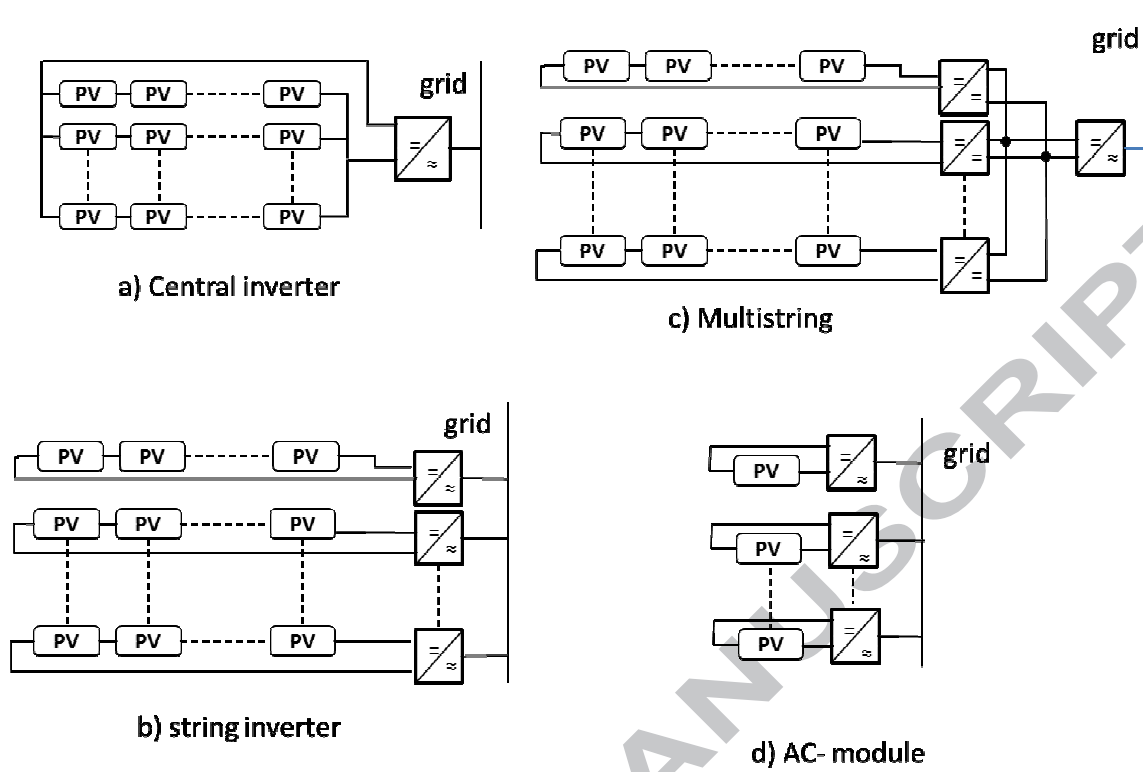 grid
PV PV PV
PV PV PV
PV PV PV
= ≈
a) Central inverter
grid
PV PV PV = =
PV PV PV = = = ≈
PV PV PV = =
c) Multistring
grid
PV PV PV = ≈
PV PV PV = ≈
PV PV PV = ≈
b) string inverter
grid
PV = ≈
PV = ≈
PV = ≈
d) AC- module
ANUSCRIPT